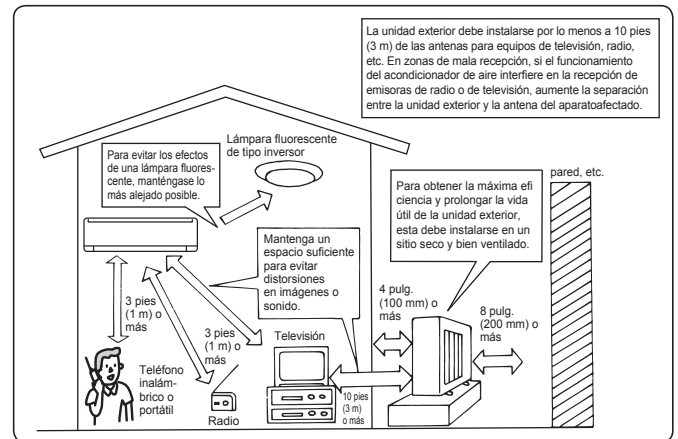 La unidad exterior debe instalarse por lo menos a 10 pies
(3 m) de las antenas para equipos de televisión, radio,
etc. En zonas de mala recepción, si el funcionamiento
del acondicionador de aire interfiere en la recepción de
emisoras de radio o de televisión, aumente la separación
entre la unidad exterior y la antena del aparatoafectado.
Lámpara fluorescente
de tipo inversor
Para evitar los efectos
de una lámpara fluores-
cente, manténgase lo
más alejado posible.
pared, etc.
Para obtener la máxima efi
ciencia y prolongar la vida
útil de la unidad exterior,
esta debe instalarse en un
sitio seco y bien ventilado.
Mantenga un
espacio suficiente
para evitar
distorsiones
en imágenes o
sonido.
4 pulg.
(100 mm) o
más
8 pulg.
(200 mm) o
más
3 pies
(1 m) o
más
3 pies
(1 m) o
más
Televisión
Teléfono
inalám-
brico o
portátil
Radio
10 pies
(3 m)
o más